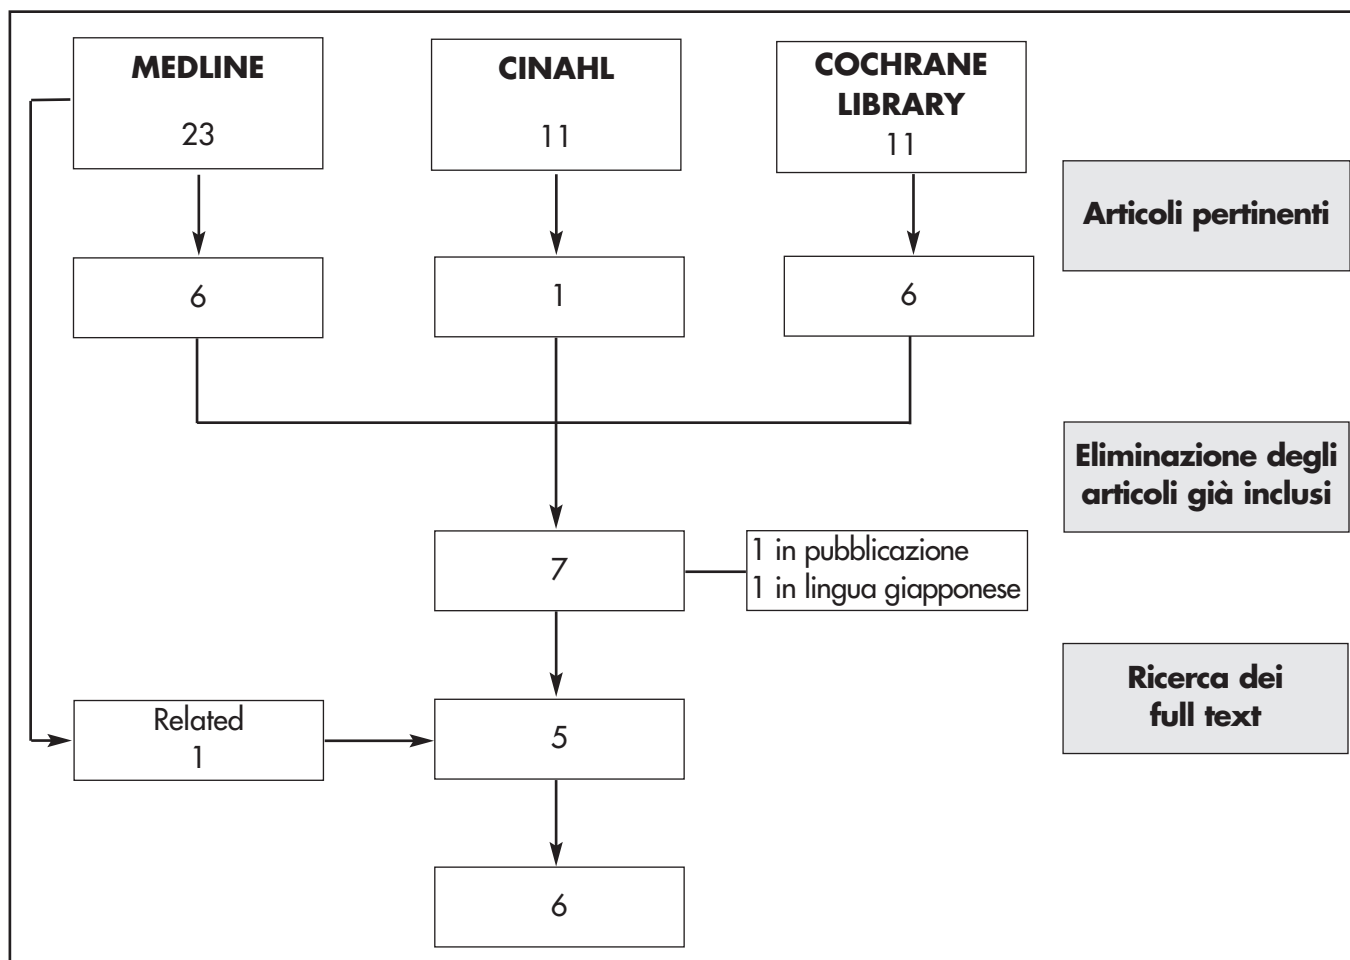 MEDLINE
23
CINAHL
11
COCHRANE
LIBRARY
11
Articoli pertinenti
6
1
6
Eliminazione degli
articoli già inclusi
7
1 in pubblicazione
1 in lingua giapponese
Ricerca dei
full text
Related
1
5
6